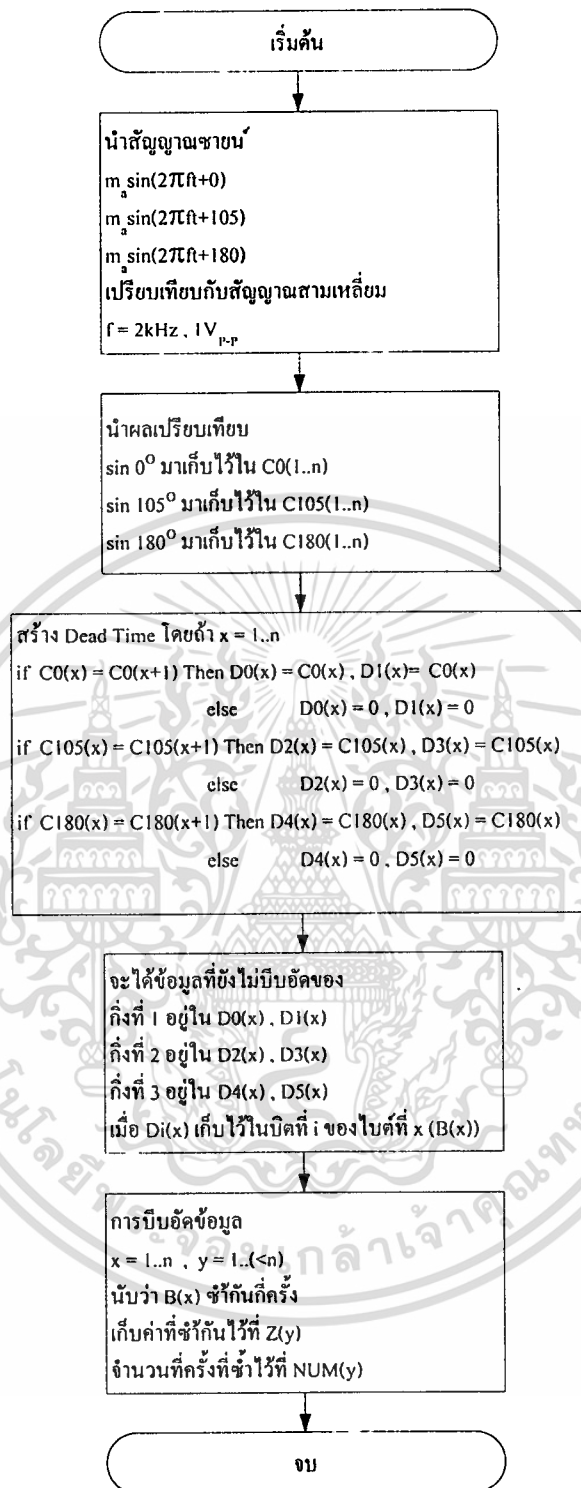 เริ่มต้น
นำสัญญาณซายน์
m_a sin(2πft+0)
m_a sin(2πft+105)
m_a sin(2πft+180)
เปรียบเทียบกับสัญญาณสามเหลี่ยม
f = 2kHz , 1V_P-P
นำผลเปรียบเทียบ
sin 0° มาเก็บไว้ใน C0(1..n)
sin 105° มาเก็บไว้ใน C105(1..n)
sin 180° มาเก็บไว้ใน C180(1..n)
สร้าง Dead Time โดยถ้า x = 1..n
if C0(x) = C0(x+1) Then D0(x) = C0(x) , D1(x)= C0(x)
else D0(x) = 0 , D1(x) = 0
if C105(x) = C105(x+1) Then D2(x) = C105(x) , D3(x) = C105(x)
else D2(x) = 0 , D3(x) = 0
if C180(x) = C180(x+1) Then D4(x) = C180(x) , D5(x) = C180(x)
else D4(x) = 0 , D5(x) = 0
จะได้ข้อมูลที่ยังไม่บีบอัดของ
กิ่งที่ 1 อยู่ใน D0(x) , D1(x)
กิ่งที่ 2 อยู่ใน D2(x) , D3(x)
กิ่งที่ 3 อยู่ใน D4(x) , D5(x)
เมื่อ Di(x) เก็บไว้ในบิตที่ i ของไบต์ที่ x (B(x))
การบีบอัดข้อมูล
x = 1..n , y = 1..(<n)
นับว่า B(x) ซ้ำกันกี่ครั้ง
เก็บค่าที่ซ้ำกันไว้ที่ Z(y)
จำนวนที่ครั้งที่ซ้ำไว้ที่ NUM(y)
จบ